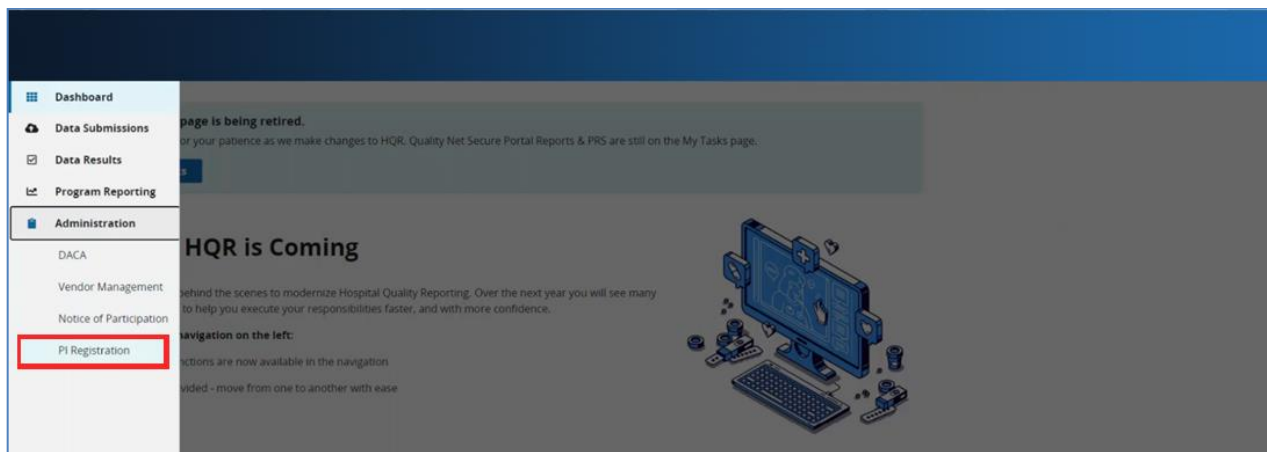 Dashboard
Data Submissions
Data Results
Program Reporting
Administration
DACA
Vendor Management
Notice of Participation
PI Registration
page is being retired.
or your patience as we make changes to HQR. Quality Net Secure Portal Reports & PRS are still on the My Tasks page.
HQR is Coming
behind the scenes to modernize Hospital Quality Reporting. Over the next year you will see many
to help you execute your responsibilities faster, and with more confidence.
navigation on the left:
nctions are now available in the navigation
vided - move from one to another with ease